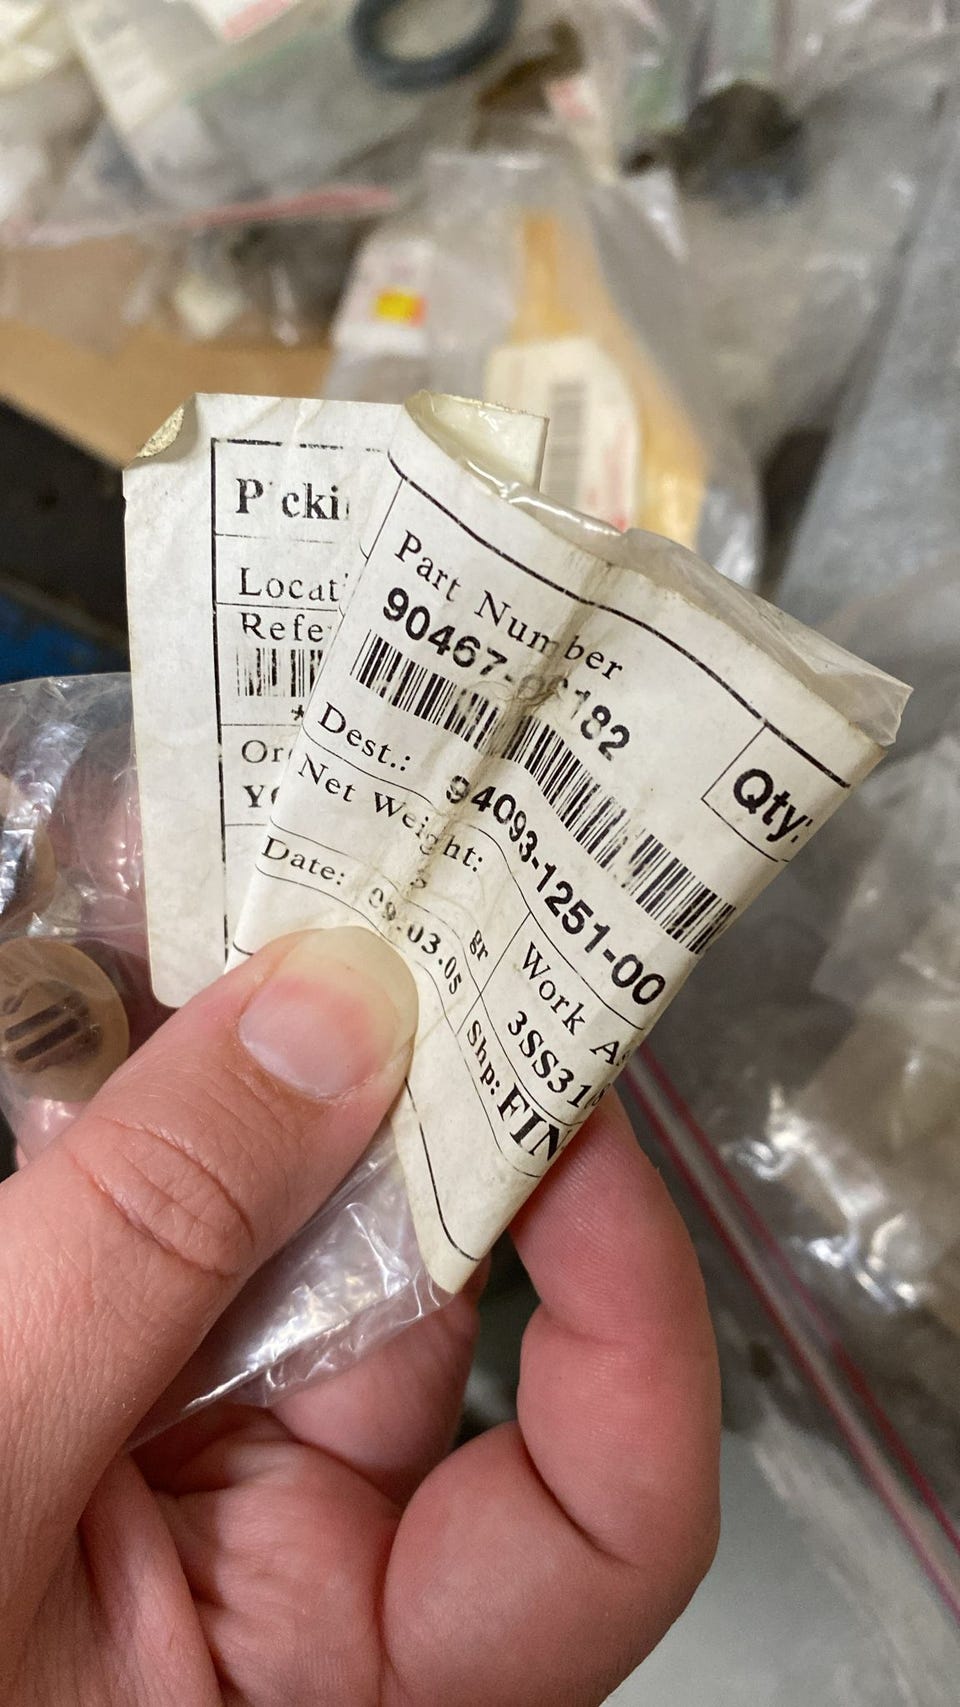 P cki
Locat
Refe
*
Or
Y
Part Number
90467- 182
Qty:
Dest.: 94093-1251-00
Net Weight:
gr
Work A
3SS31
Date: 09.03.05
Shp: FIN